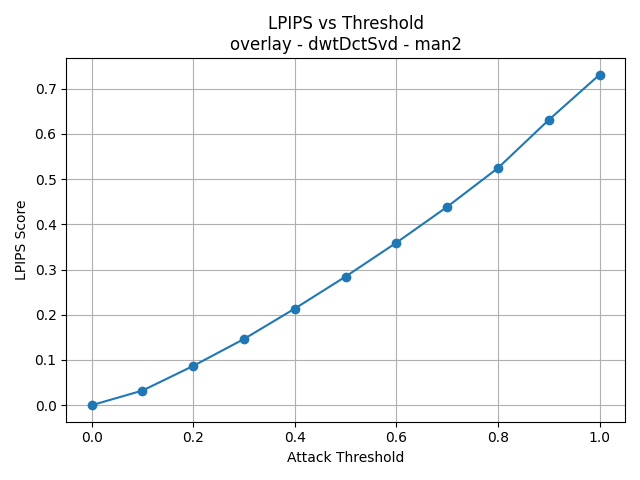 LPIPS vs Threshold
overlay - dwtDctSvd - man2
0.7
0.6
0.5
0.4
0.3
0.2
0.1
0.0
LPIPS Score
0.0 0.2 0.4 0.6 0.8 1.0
Attack Threshold